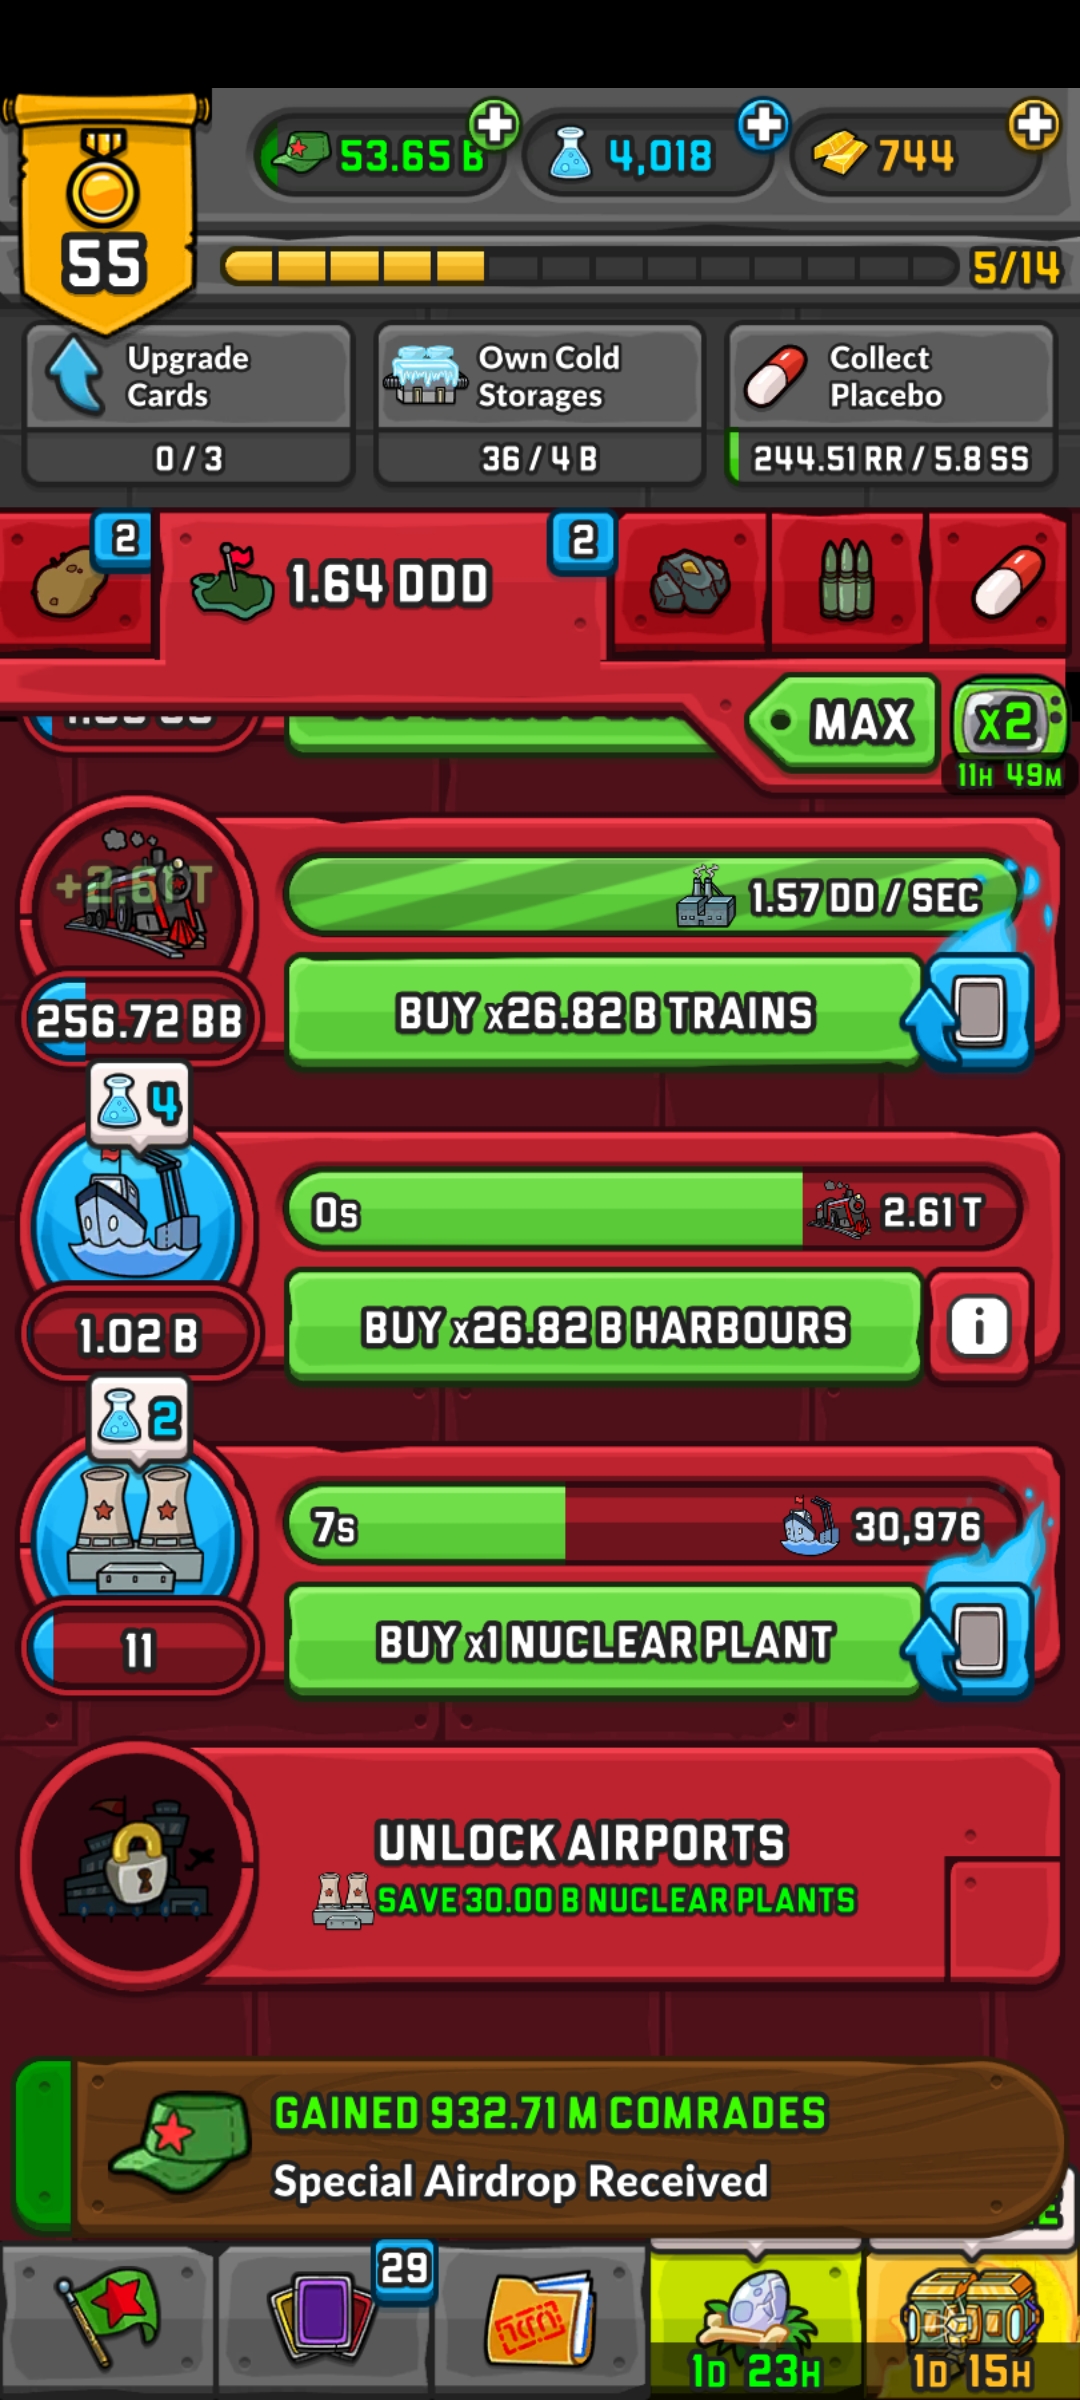 53.65 B
4,018
744
55
5/14
Upgrade
Cards
0 / 3
Own Cold
Storages
36 / 4 B
Collect
Placebo
244.51 RR / 5.8 SS
2
1.64 DDD
2
MAX
x2
11H 49M
+2.61 T
1.57 DD / SEC
BUY x26.82 B TRAINS
256.72 BB
4
0s
2.61 T
BUY x26.82 B HARBOURS
i
1.02 B
2
7s
30,976
BUY x1 NUCLEAR PLANT
11
UNLOCK AIRPORTS
SAVE 30.00 B NUCLEAR PLANTS
GAINED 932.71 M COMRADES
Special Airdrop Received
29
1D 23H
1D 15H